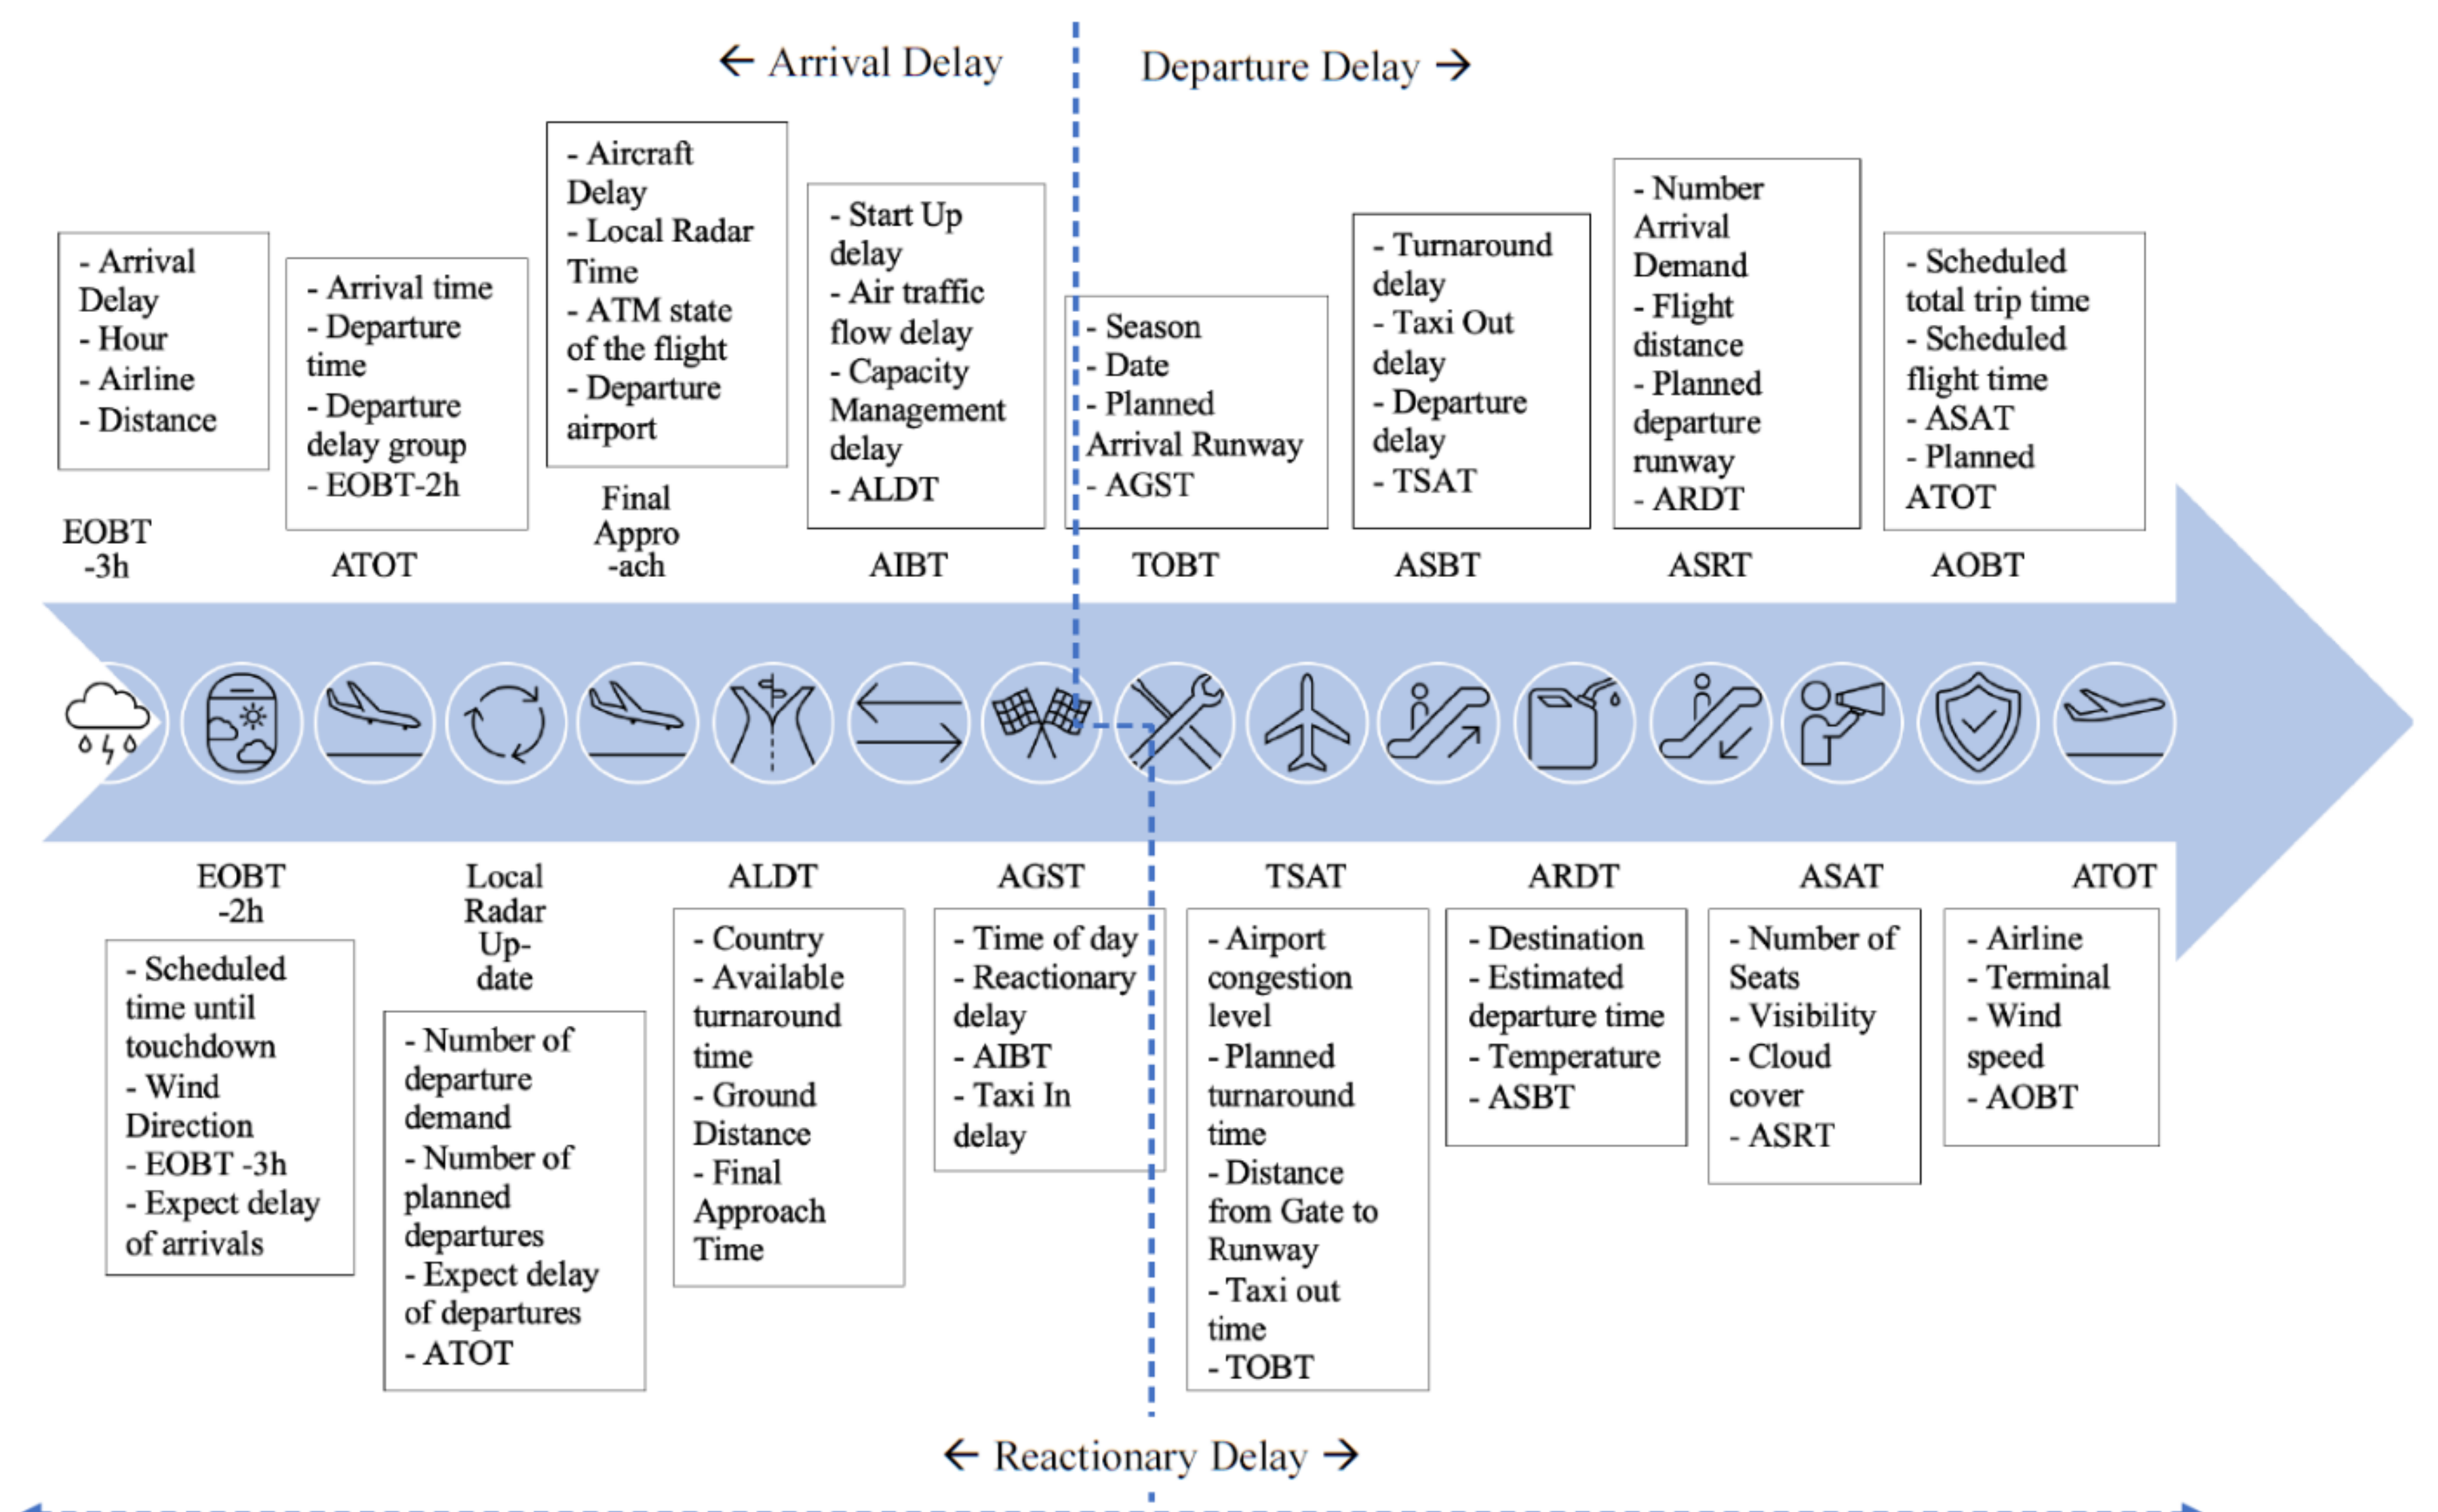 ← Arrival Delay
Departure Delay →
- Arrival
Delay
- Hour
- Airline
- Distance
EOBT
-3h
- Arrival time
- Departure
time
- Departure
delay group
- EOBT-2h
ATOT
- Aircraft
Delay
- Local Radar
Time
- ATM state
of the flight
- Departure
airport
Final
Appro
-ach
- Start Up
delay
- Air traffic
flow delay
- Capacity
Management
delay
- ALDT
AIBT
- Season
- Date
- Planned
Arrival Runway
- AGST
TOBT
- Turnaround
delay
- Taxi Out
delay
- Departure
delay
- TSAT
ASBT
- Number
Arrival
Demand
- Flight
distance
- Planned
departure
runway
- ARDT
ASRT
- Scheduled
total trip time
- Scheduled
flight time
- ASAT
- Planned
ATOT
AOBT
EOBT
-2h
- Scheduled
time until
touchdown
- Wind
Direction
- EOBT -3h
- Expect delay
of arrivals
Local
Radar
Up-
date
- Number of
departure
demand
- Number of
planned
departures
- Expect delay
of departures
- ATOT
ALDT
- Country
- Available
turnaround
time
- Ground
Distance
- Final
Approach
Time
AGST
- Time of day
- Reactionary
delay
- AIBT
- Taxi In
delay
TSAT
- Airport
congestion
level
- Planned
turnaround
time
- Distance
from Gate to
Runway
- Taxi out
time
- TOBT
ARDT
- Destination
- Estimated
departure time
- Temperature
- ASBT
ASAT
- Number of
Seats
- Visibility
- Cloud
cover
- ASRT
ATOT
- Airline
- Terminal
- Wind
speed
- AOBT
← Reactionary Delay →